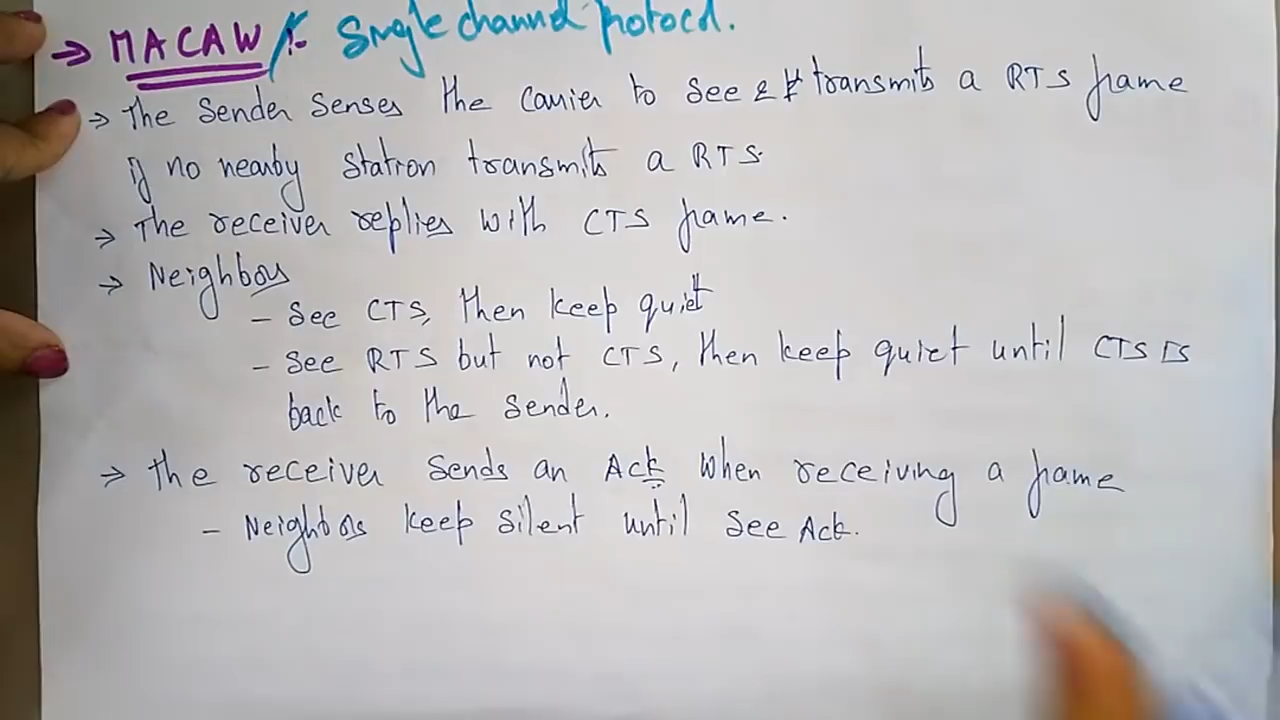 → MACAW :- Single channel protocol.
→ The Sender Senses the carrier to see & transmits a RTS frame
if no nearby station transmits a RTS.
→ The receiver replies with CTS frame.
→ Neighbors
- See CTS, then keep quiet
- See RTS but not CTS, then keep quiet until CTS is
back to the sender.
→ the receiver sends an Ack when receiving a frame
- Neighbors keep silent until see Ack.